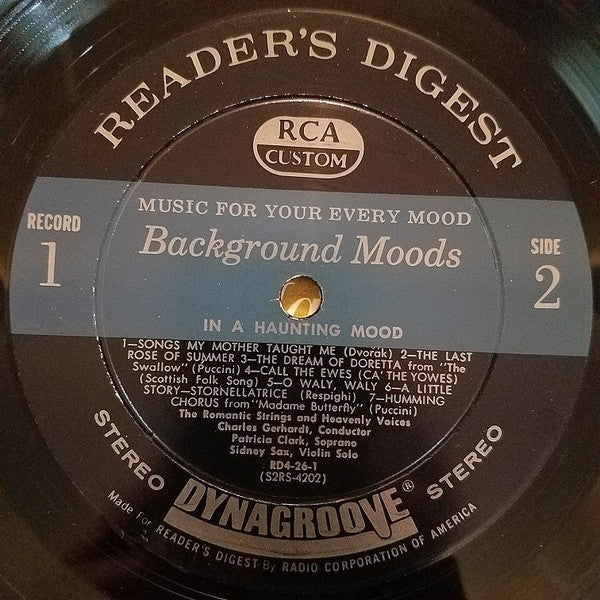 READER'S DIGEST
RCA
CUSTOM
MUSIC FOR YOUR EVERY MOOD
RECORD
1
Background Moods
SIDE
2
IN A HAUNTING MOOD
1—SONGS MY MOTHER TAUGHT ME (Dvořák) 2—THE LAST
ROSE OF SUMMER 3—THE DREAM OF DORETTA from "The
Swallow" (Puccini) 4—CALL THE EWES (CA' THE YOWES)
(Scottish Folk Song) 5—O WALY, WALY 6—A LITTLE
STORY—STORNELLATRICE (Respighi) 7—HUMMING
CHORUS from "Madame Butterfly" (Puccini)
The Romantic Strings and Heavenly Voices
Charles Gerhardt, Conductor
Patricia Clark, Soprano
Sidney Sax, Violin Solo
RD4-26-1
(S2RS-4202)
STEREO
STEREO
DYNAGROOVE®
Made For READER'S DIGEST By RADIO CORPORATION OF AMERICA